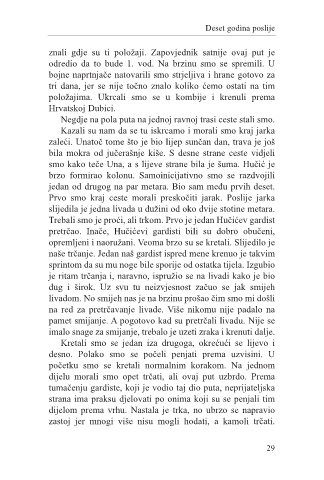 Deset godina poslije
znali gdje su ti položaji. Zapovjednik satnije ovaj put je
odredio da to bude 1. vod. Na brzinu smo se spremili. U
bojne naprtnjače natovarili smo strjeljiva i hrane gotovo za
tri dana, jer se nije točno znalo koliko ćemo ostati na tim
položajima. Ukrcali smo se u kombije i krenuli prema
Hrvatskoj Dubici.
Negdje na pola puta na jednoj ravnoj trasi ceste stali smo.
Kazali su nam da se tu iskrcamo i morali smo kraj jarka
zaleći. Unatoč tome što je bio lijep sunčan dan, trava je još
bila mokra od jučerašnje kiše. S desne strane ceste vidjeli
smo kako teče Una, a s lijeve strane bila je šuma. Hučić je
brzo formirao kolonu. Samoinicijativno smo se razdvojili
jedan od drugog na par metara. Bio sam među prvih deset.
Prvo smo kraj ceste morali preskočiti jarak. Poslije jarka
slijedila je jedna livada u dužini od oko dvije stotine metara.
Trebali smo je proći, ali trkom. Prvo je jedan Hučićev gardist
pretrčao. Inače, Hučićevi gardisti bili su dobro obučeni,
opremljeni i naoružani. Veoma brzo su se kretali. Slijedilo je
naše trčanje. Jedan naš gardist ispred mene krenuo je takvim
sprintom da su mu noge bile sporije od ostatka tijela. Izgubio
je ritam trčanja i, naravno, ispružio se na livadi kako je bio
dug i širok. Uz svu tu neizvjesnost začuo se jak smijeh
livadom. No smijeh nas je na brzinu prošao čim smo mi došli
na red za pretrčavanje livade. Više nikomu nije padalo na
pamet smijanje. A pogotovo kad su pretrčali livadu. Nije se
imalo snage za smijanje, trebalo je uzeti zraka i krenuti dalje.
Kretali smo se jedan iza drugoga, okrećući se lijevo i
desno. Polako smo se počeli penjati prema uzvisini. U
početku smo se kretali normalnim korakom. Na jednom
dijelu morali smo opet trčati, ali ovaj put uzbrdo. Prema
tumačenju gardiste, koji je vodio taj dio puta, neprijateljska
strana ima praksu djelovati po onima koji su se penjali tim
dijelom prema vrhu. Nastala je trka, no ubrzo se napravio
zastoj jer mnogi više nisu mogli hodati, a kamoli trčati.
29